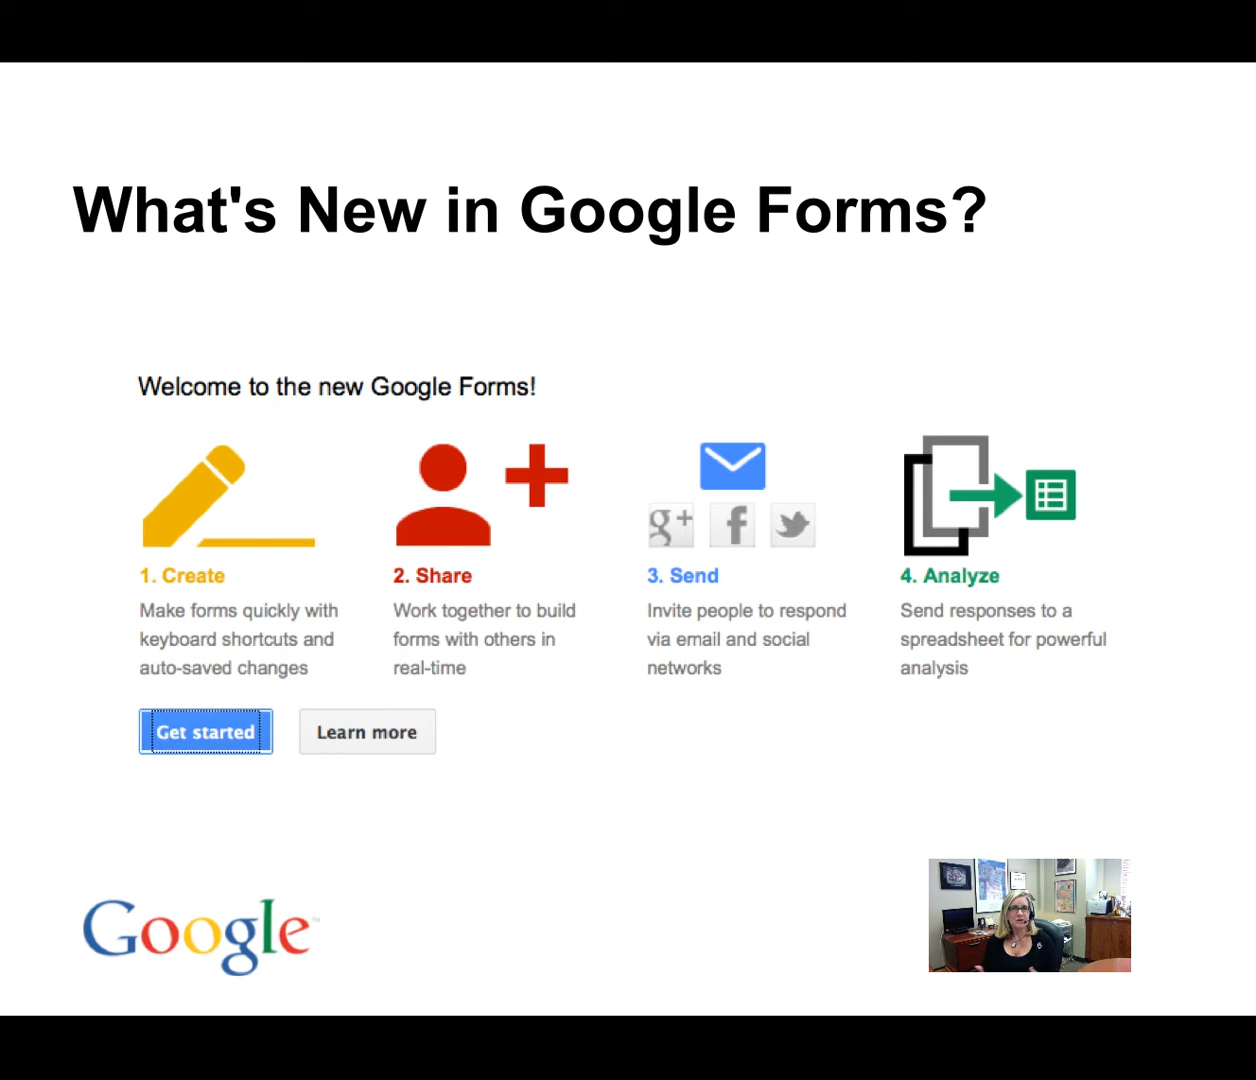 What's New in Google Forms?
Welcome to the new Google Forms!
g+ f
1. Create
Make forms quickly with
keyboard shortcuts and
auto-saved changes
2. Share
Work together to build
forms with others in
real-time
3. Send
Invite people to respond
via email and social
networks
4. Analyze
Send responses to a
spreadsheet for powerful
analysis
Get started
Learn more
Google™